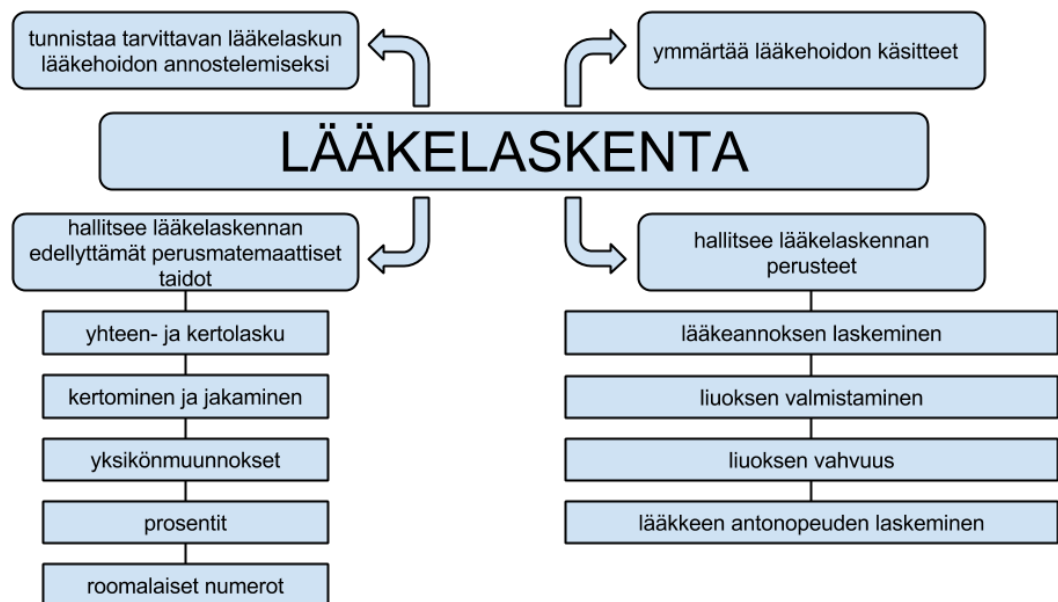 tunnistaa tarvittavan lääkelaskun
lääkehoidon annostelemiseksi
ymmärtää lääkehoidon käsitteet
LÄÄKELASKENTA
hallitsee lääkelaskennan
edellyttämät perusmatemaattiset
taidot
yhteen- ja kertolasku
kertominen ja jakaminen
yksikönmuunnokset
prosentit
roomalaiset numerot
hallitsee lääkelaskennan
perusteet
lääkeannoksen laskeminen
liuoksen valmistaminen
liuoksen vahvuus
lääkkeen antonopeuden laskeminen